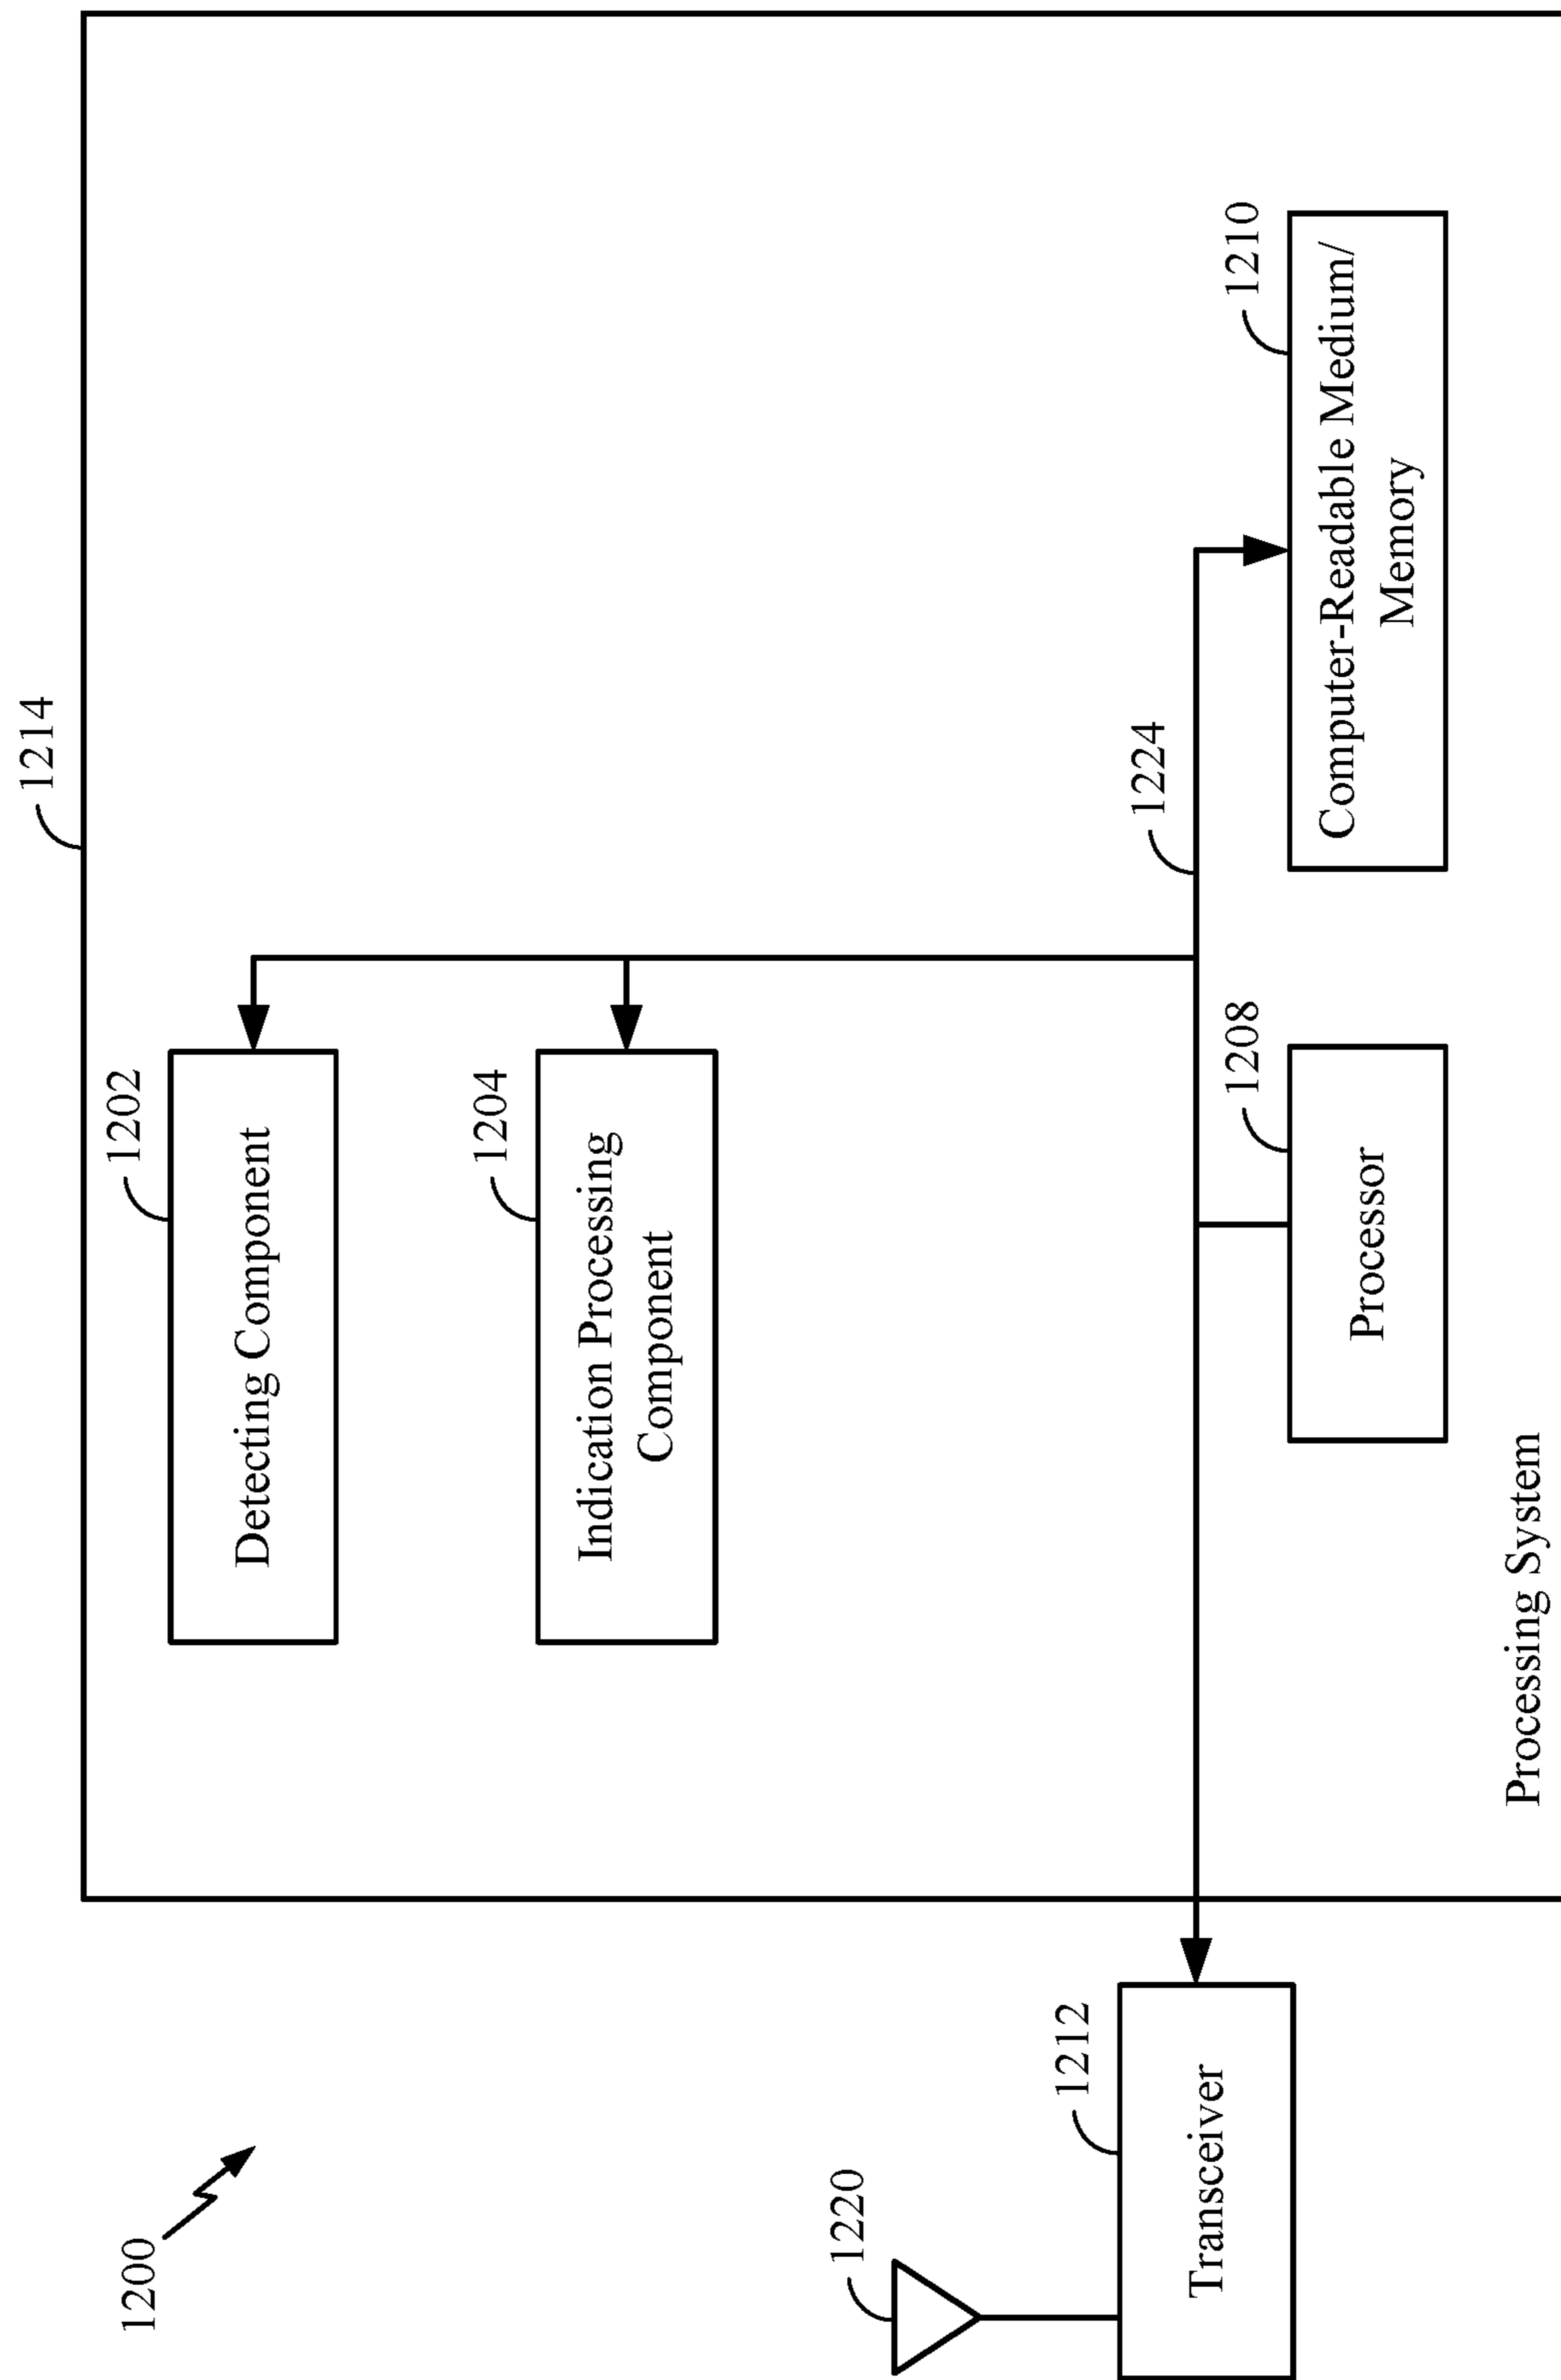 1200
1214
1202
Detecting Component
1204
Indication Processing
Component
1220
1212
Transceiver
1224
1208
Processor
1210
Computer-Readable Medium/
Memory
Processing System